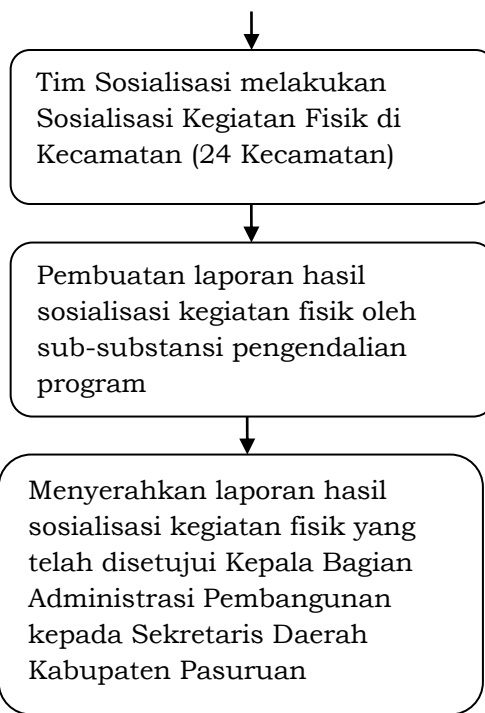 Tim Sosialisasi melakukan
Sosialisasi Kegiatan Fisik di
Kecamatan (24 Kecamatan)
Pembuatan laporan hasil
sosialisasi kegiatan fisik oleh
sub-substansi pengendalian
program
Menyerahkan laporan hasil
sosialisasi kegiatan fisik yang
telah disetujui Kepala Bagian
Administrasi Pembangunan
kepada Sekretaris Daerah
Kabupaten Pasuruan